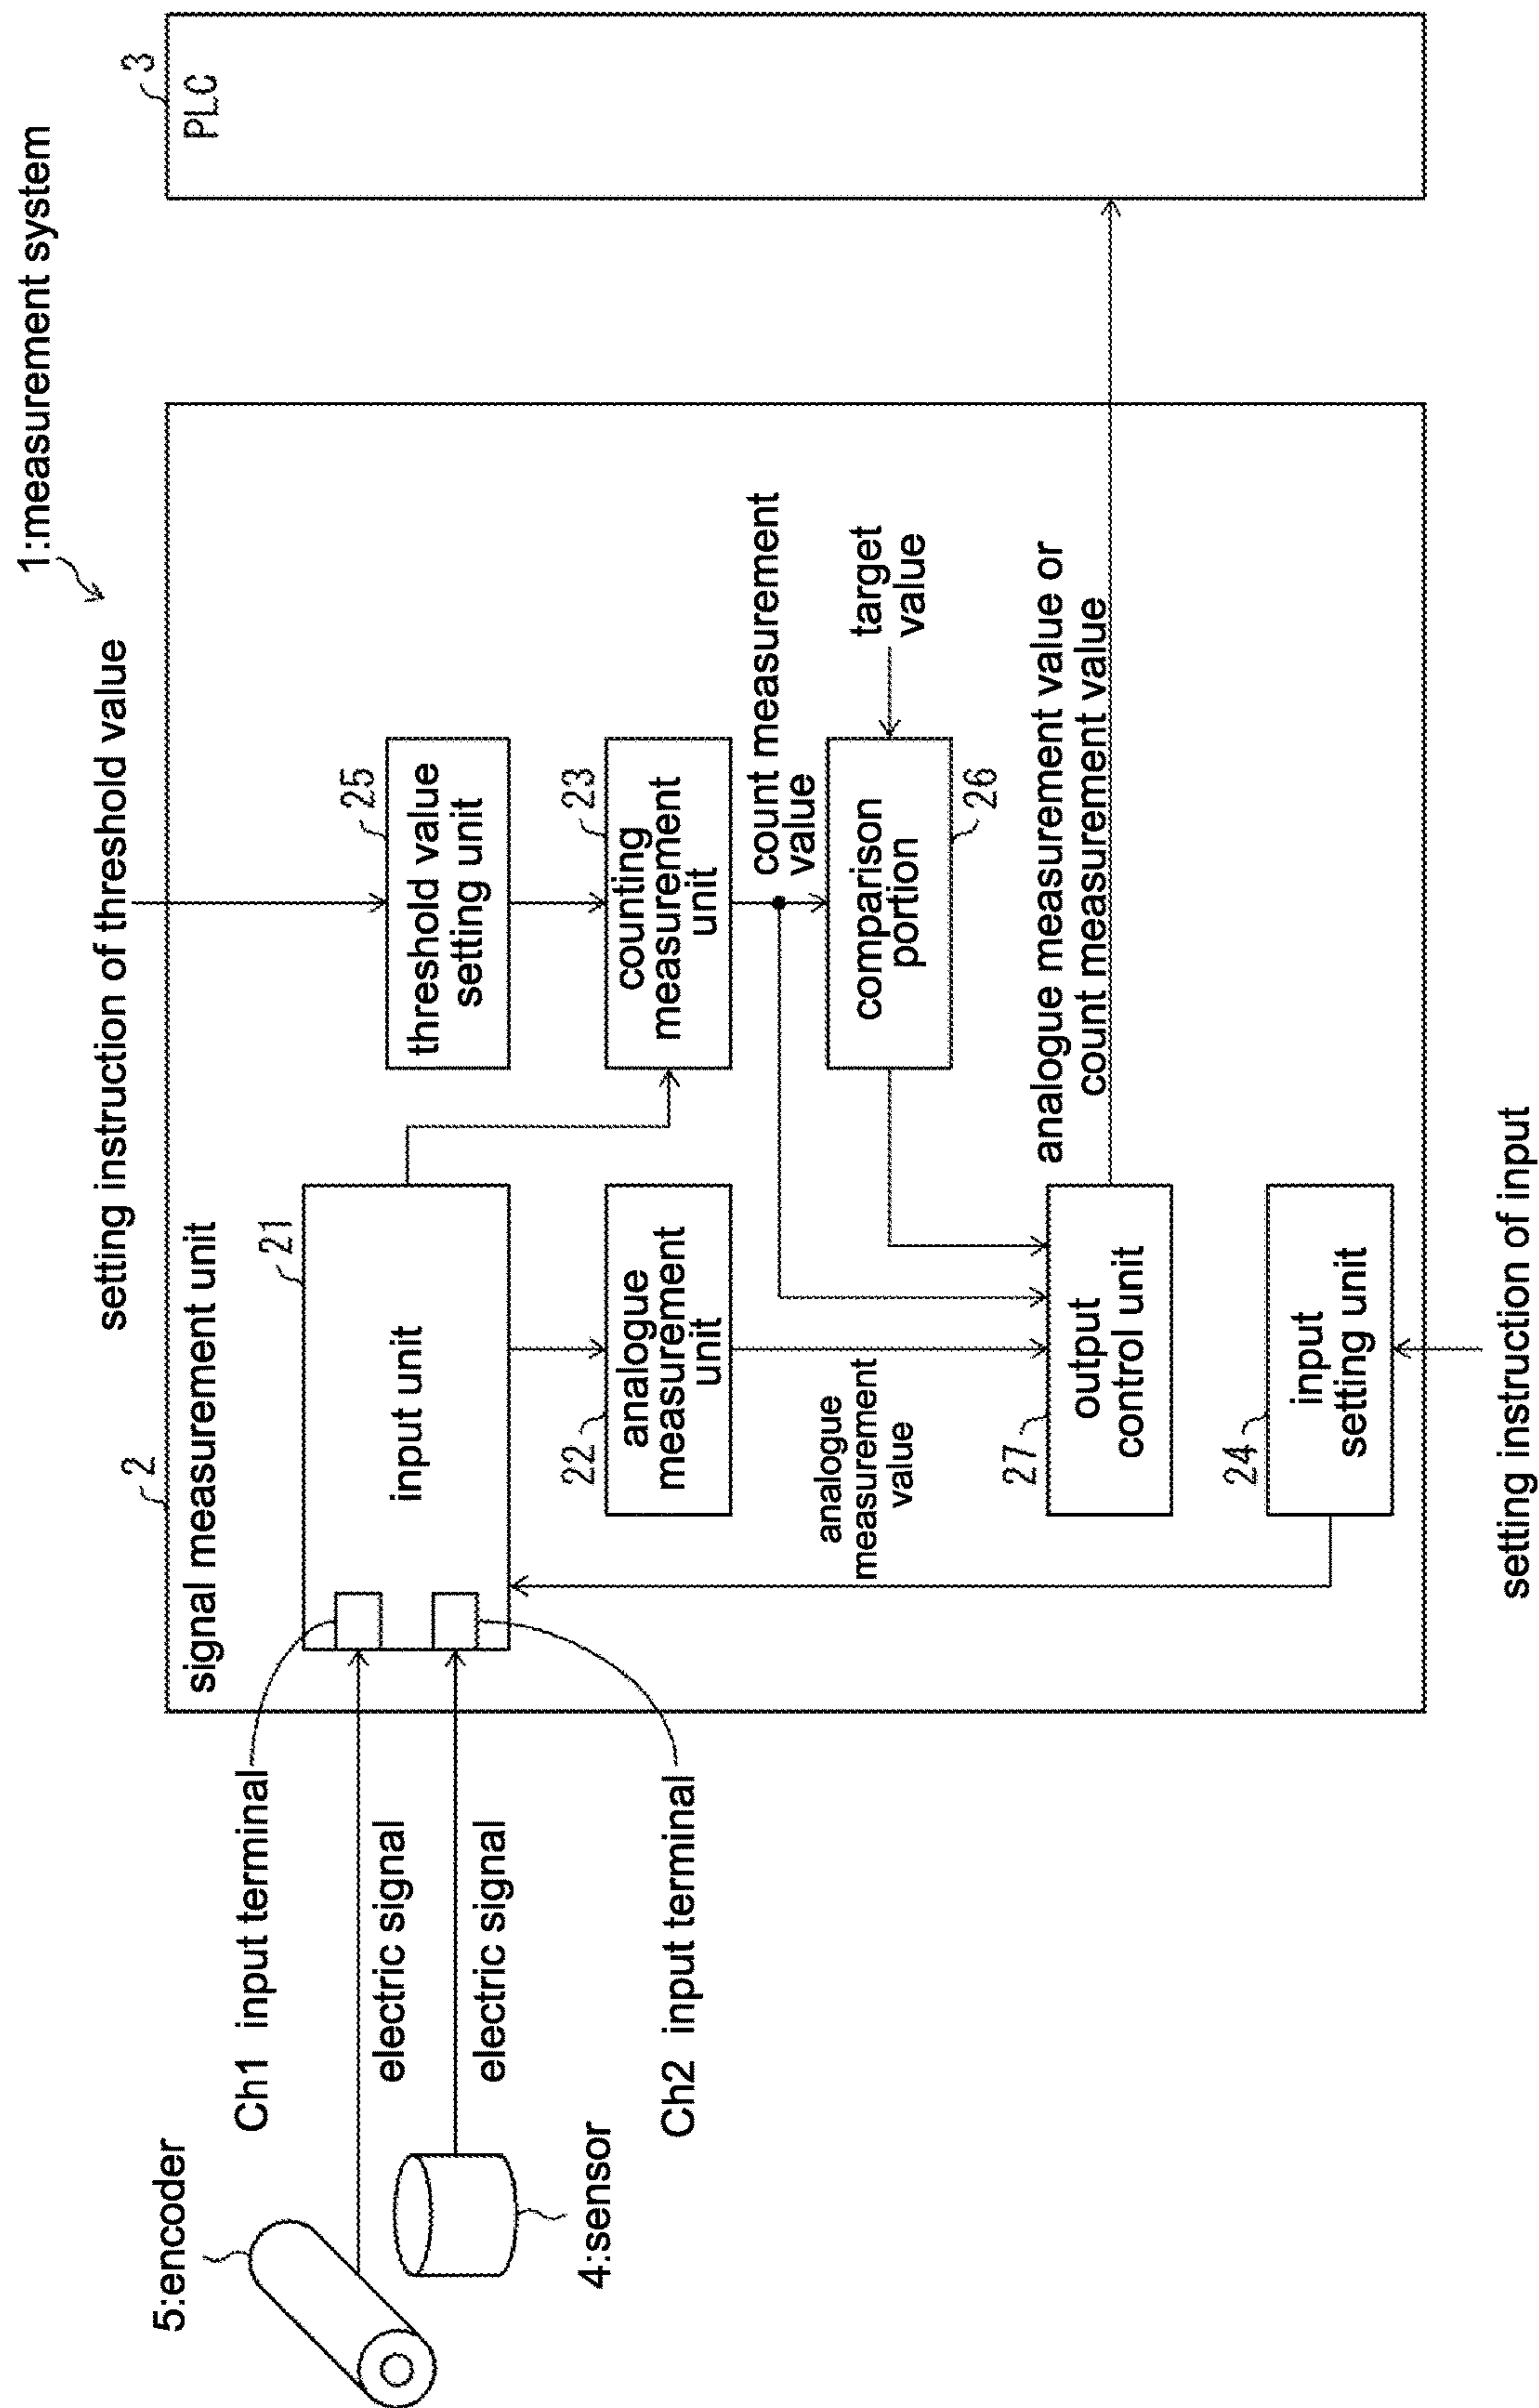 1:measurement system
setting instruction of threshold value
2
signal measurement unit
3
PLC
5:encoder
Ch1 input terminal
electric signal
electric signal
4:sensor
Ch2 input terminal
21
input unit
25
threshold value
setting unit
22
analogue
measurement
unit
23
counting
measurement
unit
count measurement
value
target
value
comparison
portion
26
analogue
measurement
value
analogue measurement value or
count measurement value
27
output
control unit
24
input
setting unit
setting instruction of input